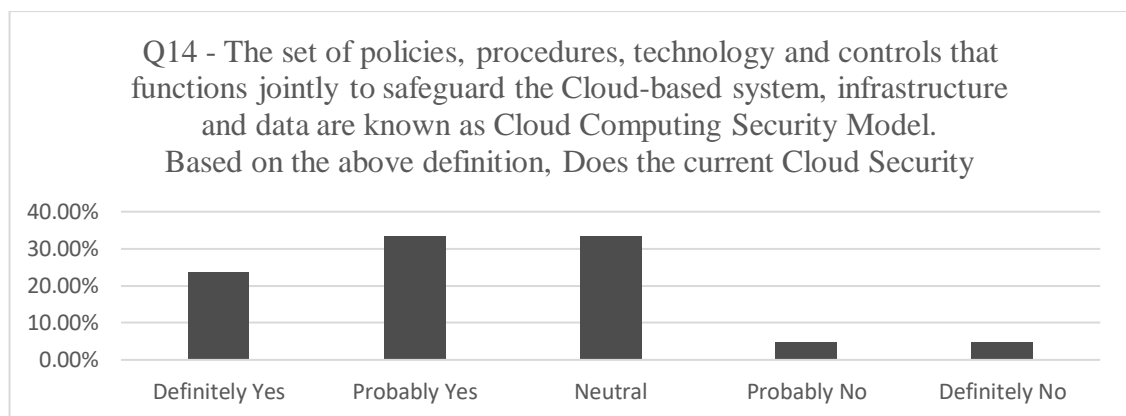 Q14 - The set of policies, procedures, technology and controls that
functions jointly to safeguard the Cloud-based system, infrastructure
and data are known as Cloud Computing Security Model.
Based on the above definition, Does the current Cloud Security
40.00%
30.00%
20.00%
10.00%
0.00%
Definitely Yes Probably Yes Neutral Probably No Definitely No